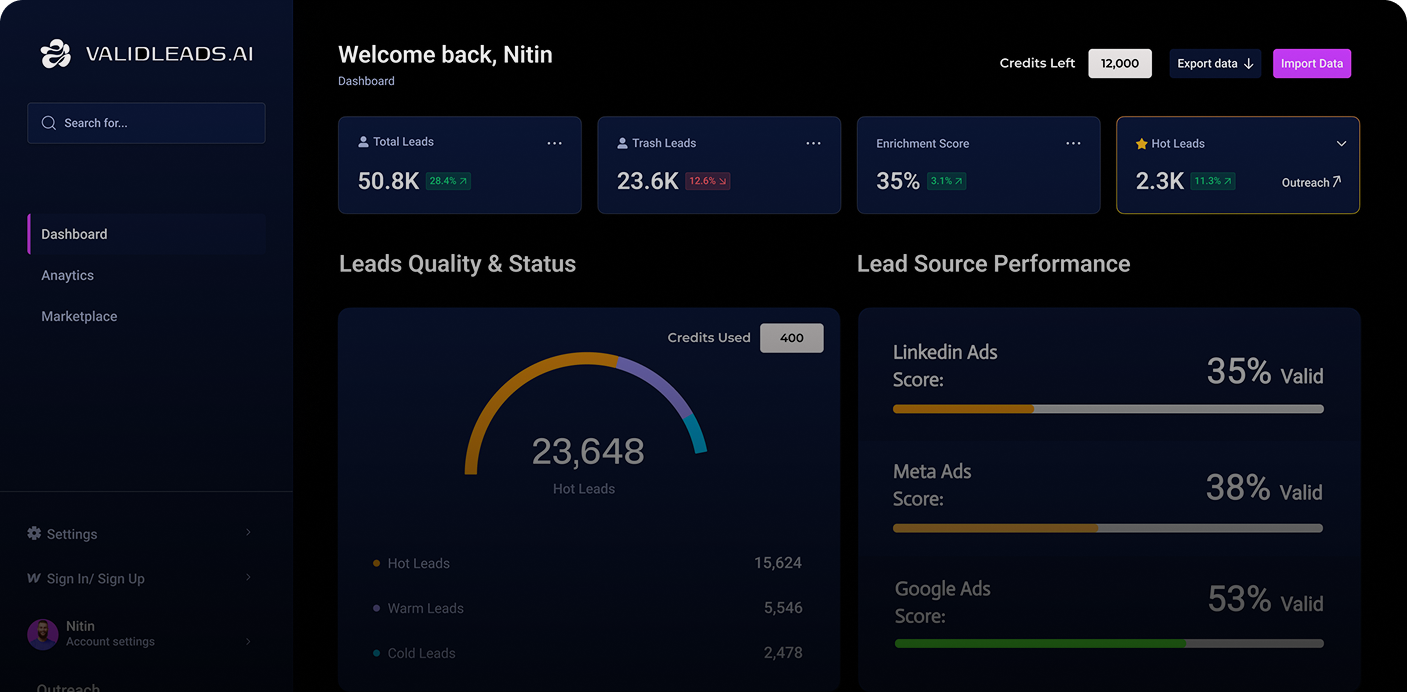 VALIDLEADS.AI
Search for...
Dashboard
Anaytics
Marketplace
Settings
Sign In/ Sign Up
Nitin
Account settings
Outreach
Welcome back, Nitin
Dashboard
Credits Left 12,000 Export data ↓ Import Data
Total Leads ...
50.8K 28.4% ↗
Trash Leads ...
23.6K 12.6% ↘
Enrichment Score ...
35% 3.1% ↗
Hot Leads
2.3K 11.3% ↗ Outreach ↗
Leads Quality & Status
Credits Used 400
23,648
Hot Leads
Hot Leads 15,624
Warm Leads 5,546
Cold Leads 2,478
Lead Source Performance
Linkedin Ads
Score:
35% Valid
Meta Ads
Score:
38% Valid
Google Ads
Score:
53% Valid